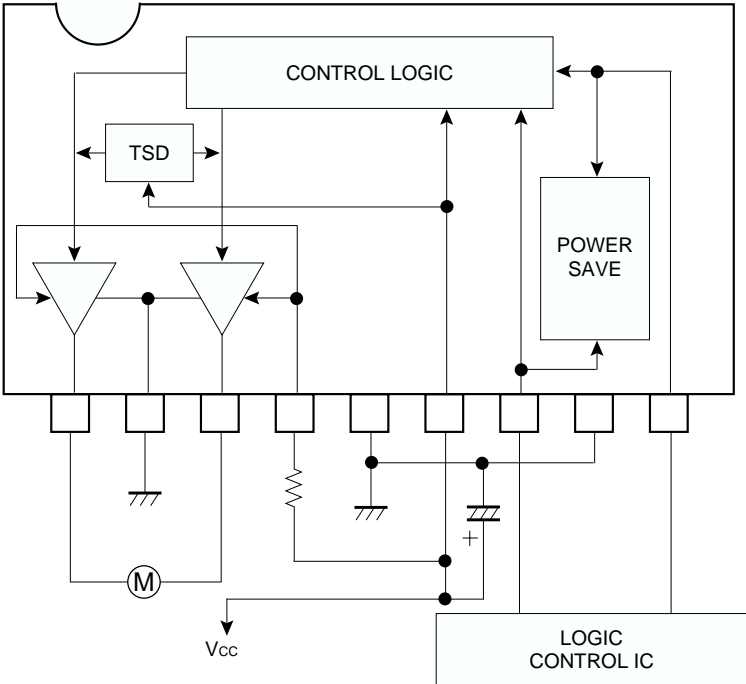 CONTROL LOGIC
TSD
POWER
SAVE
+
M
VCC
LOGIC
CONTROL IC